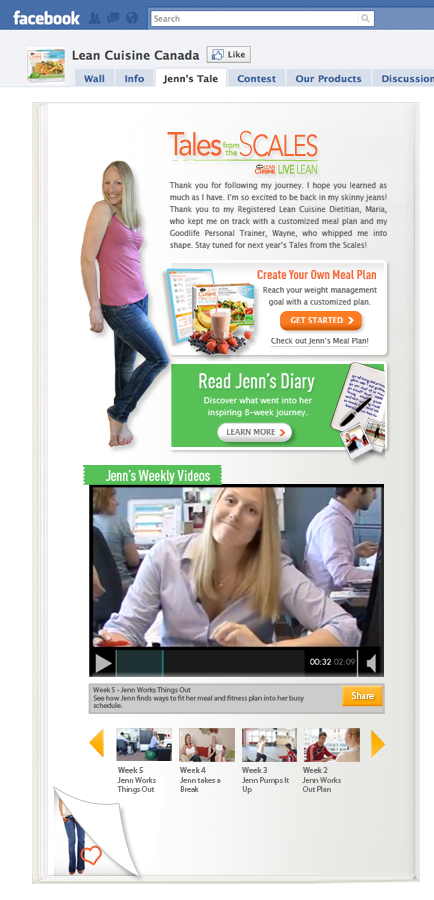 facebook
Search
Lean Cuisine Canada
Like
Wall Info Jenn's Tale Contest Our Products Discussion
Tales from the SCALES
LEAN CUISINE LIVE LEAN
Thank you for following my journey. I hope you learned as
much as I have. I'm so excited to be back in my skinny jeans!
Thank you to my Registered Lean Cuisine Dietitian, Maria,
who kept me on track with a customized meal plan and my
Goodlife Personal Trainer, Wayne, who whipped me into
shape. Stay tuned for next year's Tales from the Scales!
Create Your Own Meal Plan
Reach your weight management
goal with a customized plan.
GET STARTED
Check out Jenn's Meal Plan!
Read Jenn's Diary
Discover what went into her
inspiring 8-week journey.
LEARN MORE
Jenn's Weekly Videos
00:32 02:09
Week 5 - Jenn Works Things Out
See how Jenn finds ways to fit her meal and fitness plan into her busy
schedule.
Share
Week 5
Jenn Works
Things Out
Week 4
Jenn takes a
Break
Week 3
Jenn Pumps It
Up
Week 2
Jenn Works
Out Plan